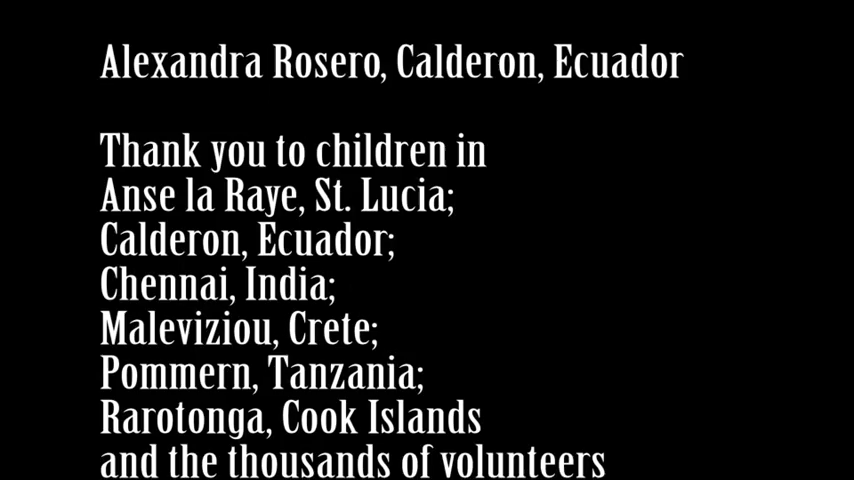 Alexandra Rosero, Calderon, Ecuador
Thank you to children in
Anse la Raye, St. Lucia;
Calderon, Ecuador;
Chennai, India;
Maleviziou, Crete;
Pommern, Tanzania;
Rarotonga, Cook Islands
and the thousands of volunteers